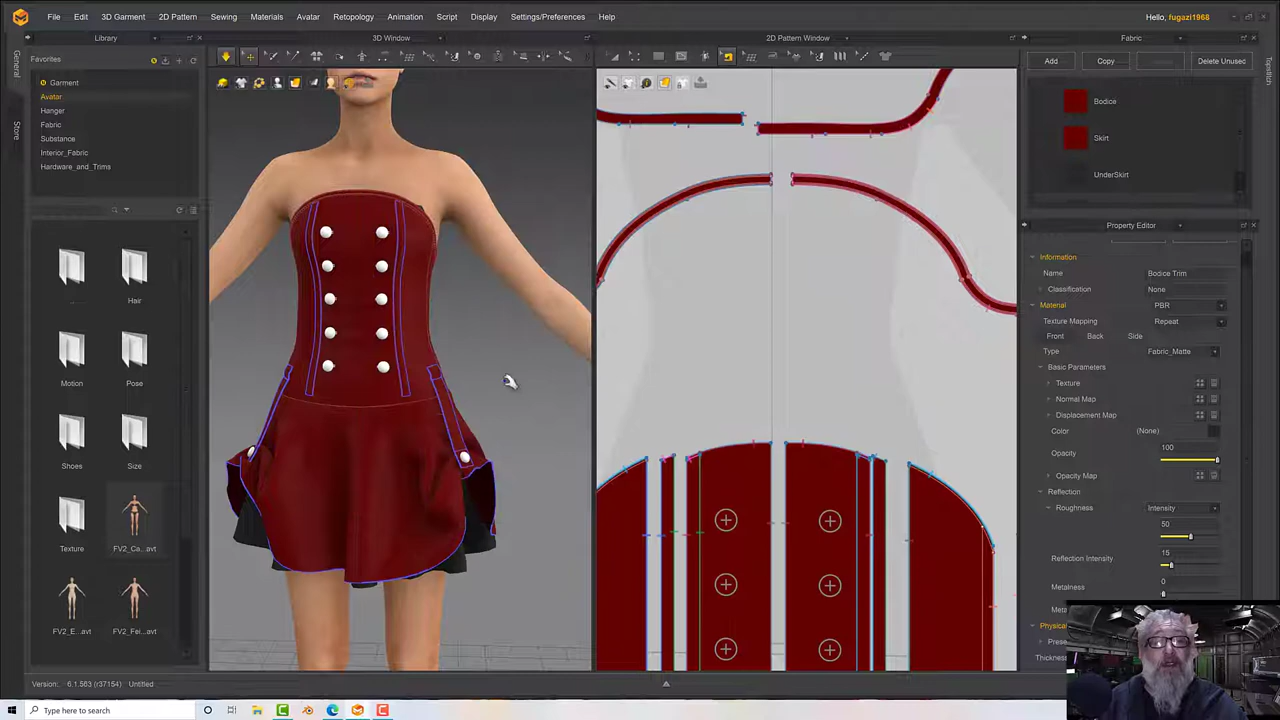 File Edit 3D Garment 2D Pattern Sewing Materials Avatar Retopology Animation Script Display Settings/Preferences Help
Hello, fugazi1968
Library
3D Window
2D Pattern Window
Fabric
General
Store
Topstitch
Favorites
Garment
Avatar
Hanger
Fabric
Substance
Interior_Fabric
Hardware_and_Trims
..
Hair
Motion
Pose
Shoes
Size
Texture
FV2_Ca...avt
FV2_E...avt
FV2_Fei...avt
Add
Copy
Delete Unused
Bodice
Skirt
UnderSkirt
Property Editor
Information
Name Bodice Trim
Classification None
Material PBR
Texture Mapping Repeat
Front Back Side
Type Fabric_Matte
Basic Parameters
Texture
Normal Map
Displacement Map
Color (None)
Opacity 100
Opacity Map
Reflection
Roughness Intensity
50
Reflection Intensity 15
Metalness 0
Version: 6.1.583 (r37154) Untitled
Type here to search